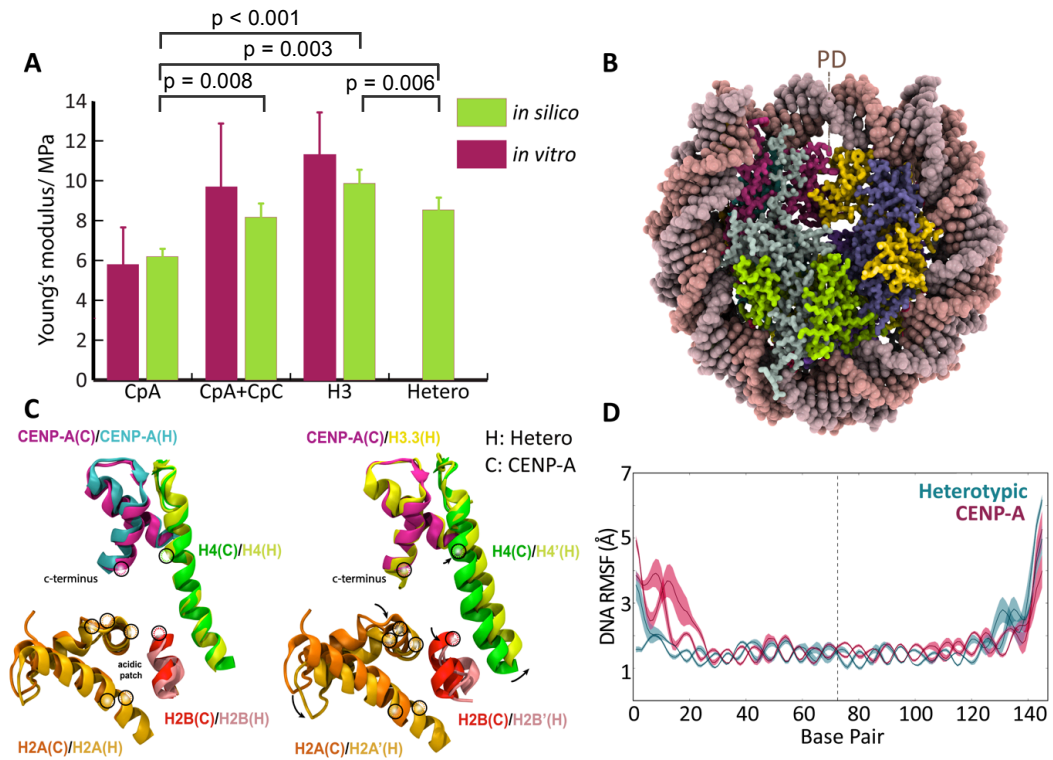 p < 0.001
A
p = 0.003
B
PD
p = 0.008
p = 0.006
14
12
10
8
6
4
2
0
Young's modulus/ MPa
in silico
in vitro
CpA
CpA+CpC
H3
Hetero
C
CENP-A(C)/CENP-A(H)
CENP-A(C)/H3.3(H)
H: Hetero
C: CENP-A
H4(C)/H4(H)
H4(C)/H4'(H)
c-terminus
c-terminus
acidic
patch
H2B(C)/H2B(H)
H2B(C)/H2B'(H)
H2A(C)/H2A(H)
H2A(C)/H2A'(H)
D
7
5
3
1
DNA RMSF (Å)
Heterotypic
CENP-A
0
20
40
60
80
100
120
140
Base Pair